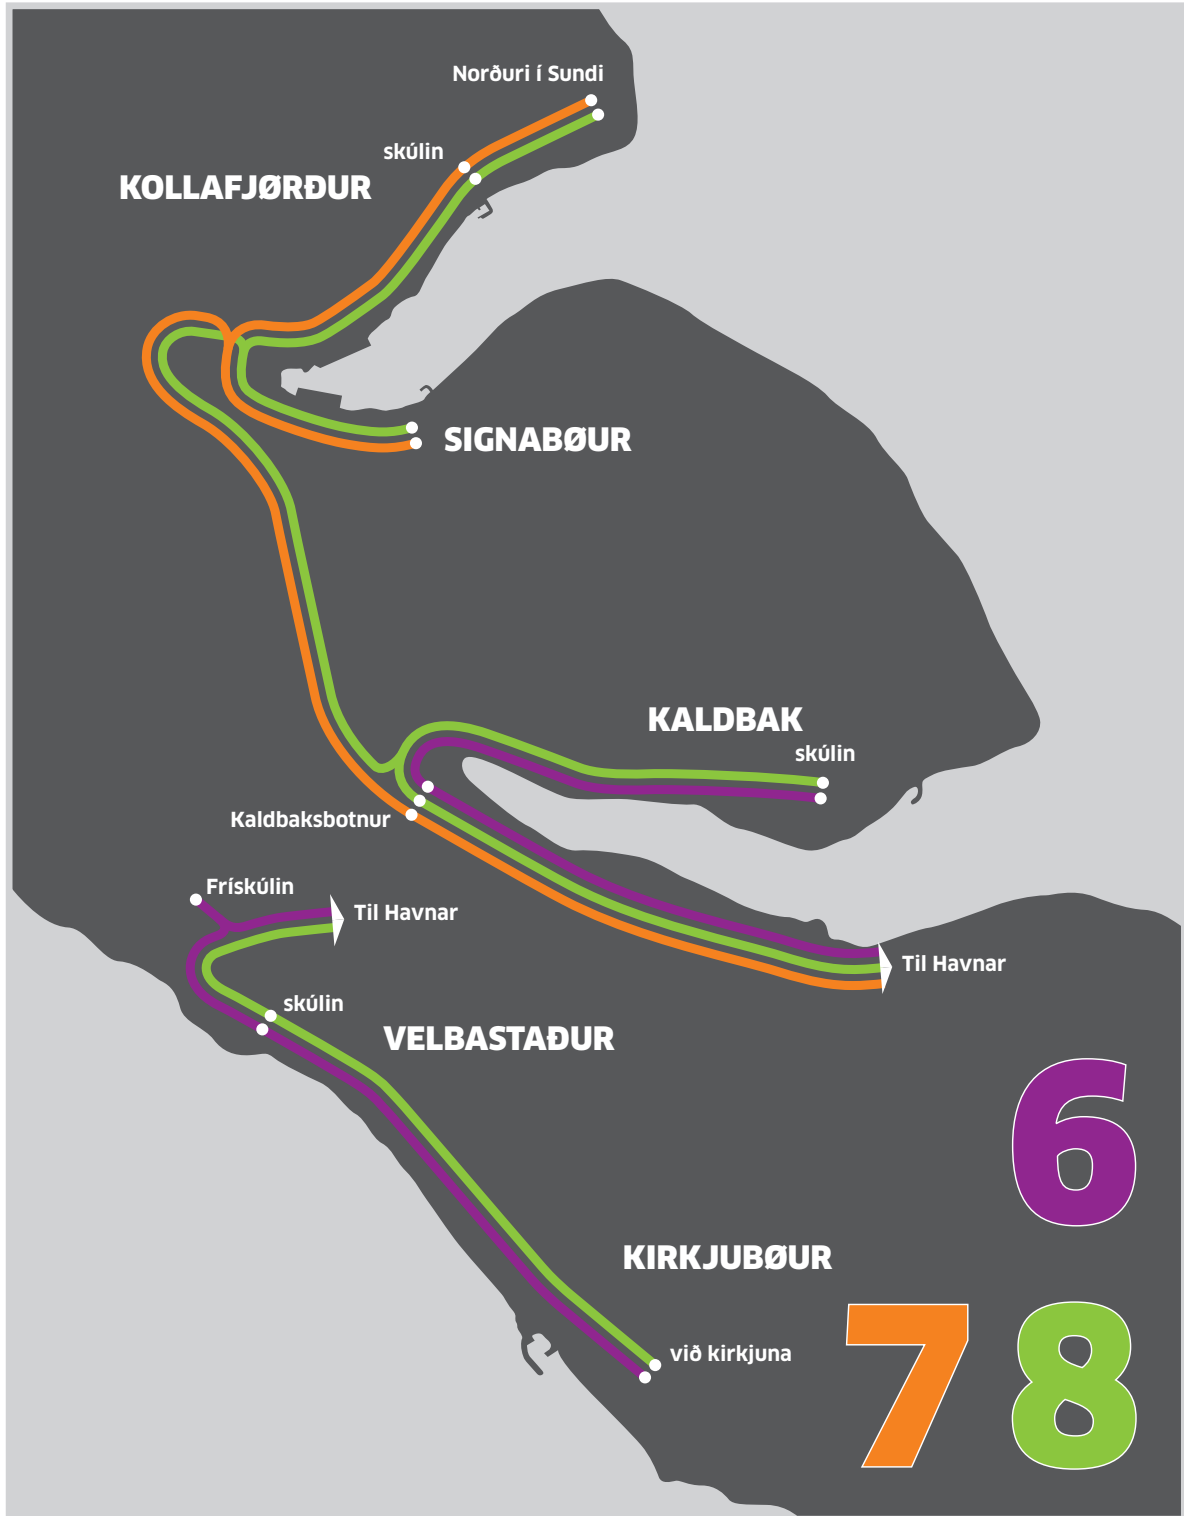 Norðuri í Sundi
skúlin
KOLLAFJØRÐUR
SIGNABØUR
KALDBAK
skúlin
Kaldbaksbotnur
Frískúlin
Til Havnar
Til Havnar
skúlin
VELBASTAÐUR
6
KIRKJUBØUR
við kirkjuna
7 8